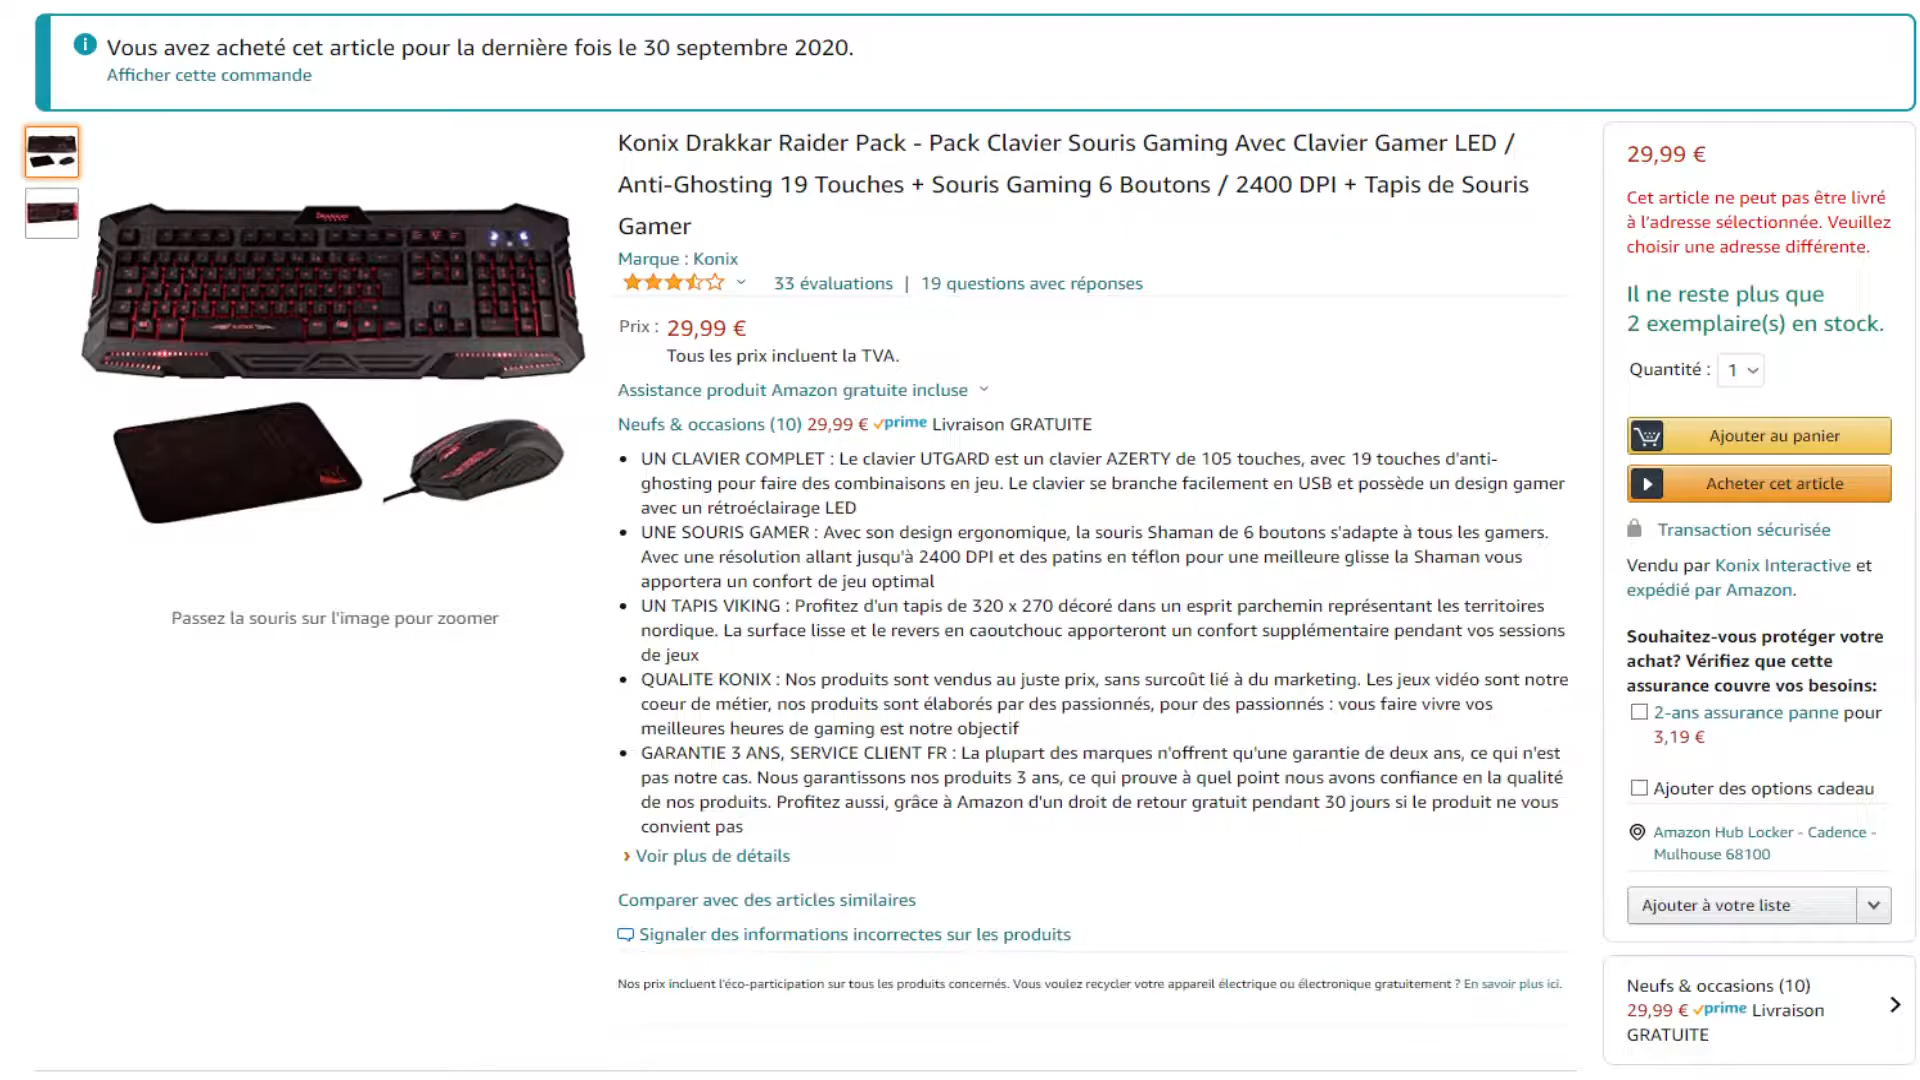 Vous avez acheté cet article pour la dernière fois le 30 septembre 2020.
Afficher cette commande
Konix Drakkar Raider Pack - Pack Clavier Souris Gaming Avec Clavier Gamer LED /
Anti-Ghosting 19 Touches + Souris Gaming 6 Boutons / 2400 DPI + Tapis de Souris
Gamer
Marque : Konix
33 évaluations | 19 questions avec réponses
Prix : 29,99 €
Tous les prix incluent la TVA.
Assistance produit Amazon gratuite incluse
Neufs & occasions (10) 29,99 € prime Livraison GRATUITE
• UN CLAVIER COMPLET : Le clavier UTGARD est un clavier AZERTY de 105 touches, avec 19 touches d'anti-
ghosting pour faire des combinaisons en jeu. Le clavier se branche facilement en USB et possède un design gamer
avec un rétroéclairage LED
• UNE SOURIS GAMER : Avec son design ergonomique, la souris Shaman de 6 boutons s'adapte à tous les gamers.
Avec une résolution allant jusqu'à 2400 DPI et des patins en téflon pour une meilleure glisse la Shaman vous
apportera un confort de jeu optimal
• UN TAPIS VIKING : Profitez d'un tapis de 320 x 270 décoré dans un esprit parchemin représentant les territoires
nordique. La surface lisse et le revers en caoutchouc apporteront un confort supplémentaire pendant vos sessions
de jeux
• QUALITE KONIX : Nos produits sont vendus au juste prix, sans surcoût lié à du marketing. Les jeux vidéo sont notre
coeur de métier, nos produits sont élaborés par des passionnés, pour des passionnés : vous faire vivre vos
meilleures heures de gaming est notre objectif
• GARANTIE 3 ANS, SERVICE CLIENT FR : La plupart des marques n'offrent qu'une garantie de deux ans, ce qui n'est
pas notre cas. Nous garantissons nos produits 3 ans, ce qui prouve à quel point nous avons confiance en la qualité
de nos produits. Profitez aussi, grâce à Amazon d'un droit de retour gratuit pendant 30 jours si le produit ne vous
convient pas
› Voir plus de détails
Comparer avec des articles similaires
Signaler des informations incorrectes sur les produits
Nos prix incluent l'éco-participation sur tous les produits concernés. Vous voulez recycler votre appareil électrique ou électronique gratuitement ? En savoir plus ici.
Passez la souris sur l'image pour zoomer
29,99 €
Cet article ne peut pas être livré
à l'adresse sélectionnée. Veuillez
choisir une adresse différente.
Il ne reste plus que
2 exemplaire(s) en stock.
Quantité : 1
Ajouter au panier
Acheter cet article
Transaction sécurisée
Vendu par Konix Interactive et
expédié par Amazon.
Souhaitez-vous protéger votre
achat? Vérifiez que cette
assurance couvre vos besoins:
2-ans assurance panne pour
3,19 €
Ajouter des options cadeau
Amazon Hub Locker - Cadence -
Mulhouse 68100
Ajouter à votre liste
Neufs & occasions (10)
29,99 € prime Livraison
GRATUITE